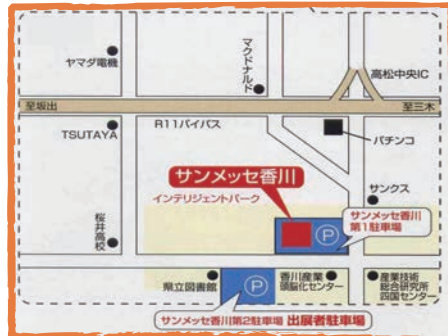 ヤマダ電機
マクドナルド
高松中央IC
至坂出
至三木
TSUTAYA
R11バイパス
パチンコ
サンメッセ香川
インテリジェントパーク
サンクス
桜井高校
P
サンメッセ香川
第1駐車場
県立図書館
P
香川産業
頭脳化センター
産業技術
総合研究所
四国センター
サンメッセ香川第2駐車場 出展者駐車場